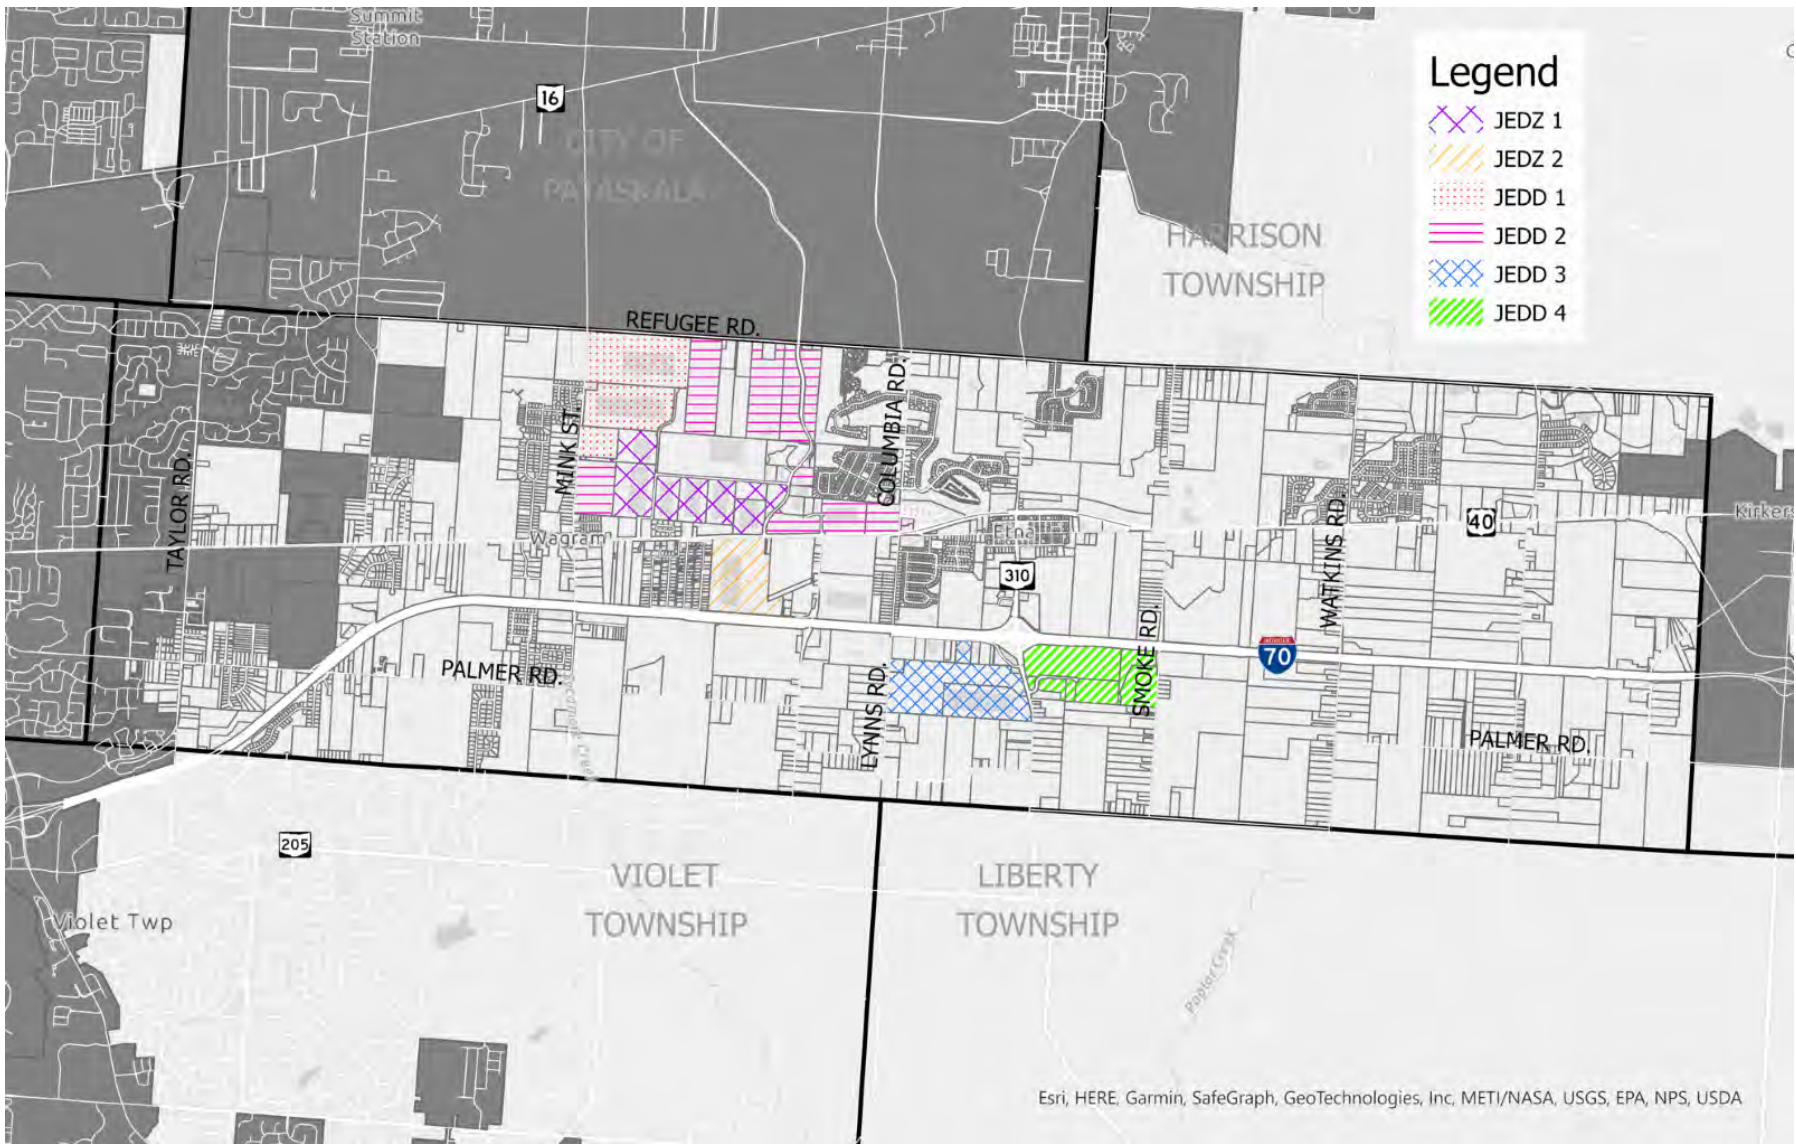 Summit
Station
16
CITY OF
PATASKALA
HARRISON
TOWNSHIP
Legend
JEDZ 1
JEDZ 2
JEDD 1
JEDD 2
JEDD 3
JEDD 4
REFUGEE RD.
TAYLOR RD.
MINK ST.
COLUMBIA RD.
Wagram
Etna
40
310
WATKINS RD.
SMOKE RD.
70
PALMER RD.
LYNNS RD.
PALMER RD.
205
VIOLET
TOWNSHIP
LIBERTY
TOWNSHIP
Violet Twp
Poplar Creek
Esri, HERE, Garmin, SafeGraph, GeoTechnologies, Inc, METI/NASA, USGS, EPA, NPS, USDA